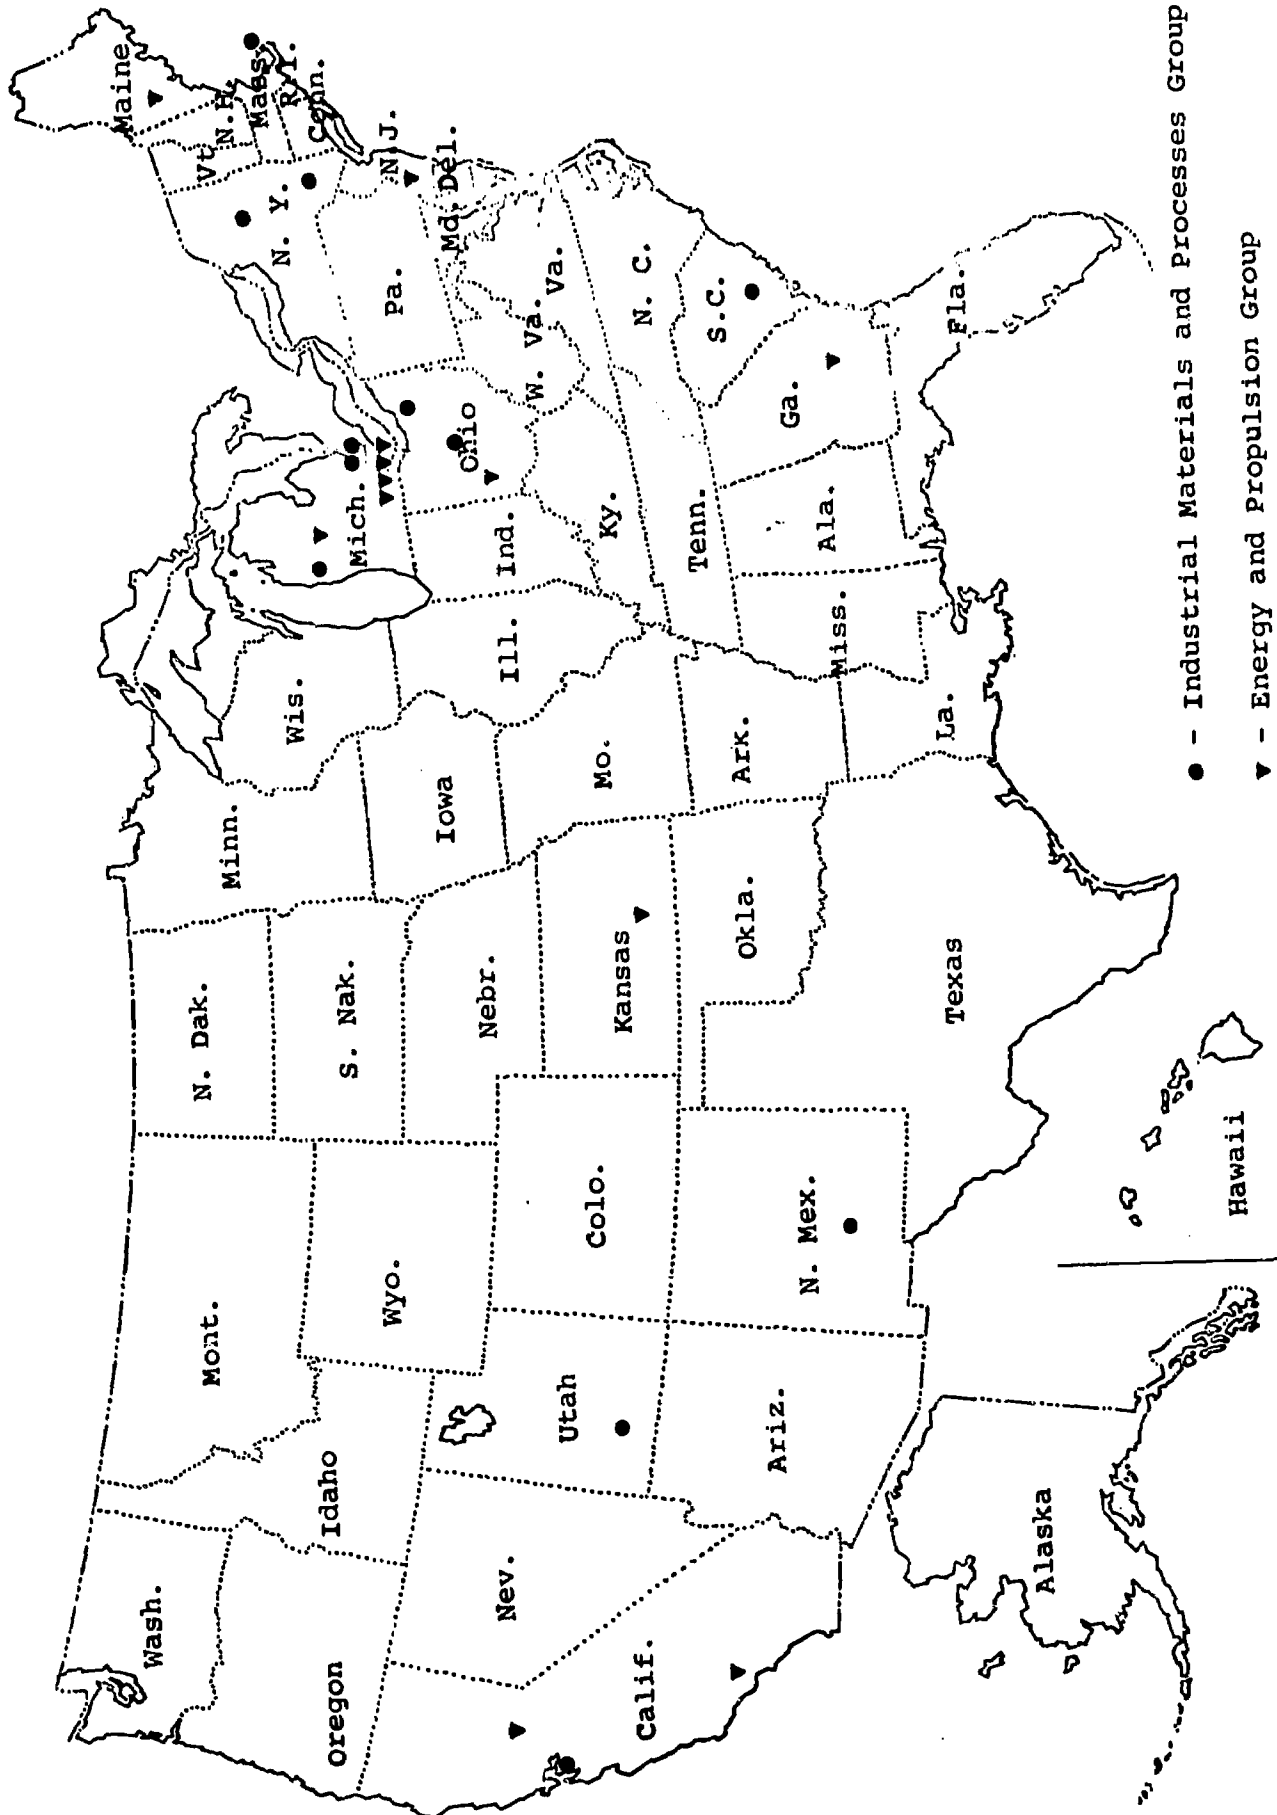 Wash.
Oregon
Calif.
Nev.
Idaho
Mont.
Wyo.
Utah
Ariz.
Colo.
N. Mex.
N. Dak.
S. Nak.
Nebr.
Kansas
Okla.
Texas
Minn.
Iowa
Mo.
Ark.
La.
Wis.
Ill.
Miss.
Mich.
Ind.
Ohio
Ky.
Tenn.
Ala.
Ga.
Fla.
S.C.
N. C.
Va.
W. Va.
Pa.
Md.
Del.
N.J.
N. Y.
Conn.
R.I.
Mass
Vt
N.H.
Maine
Alaska
Hawaii
● - Industrial Materials and Processes Group
▼ - Energy and Propulsion Group